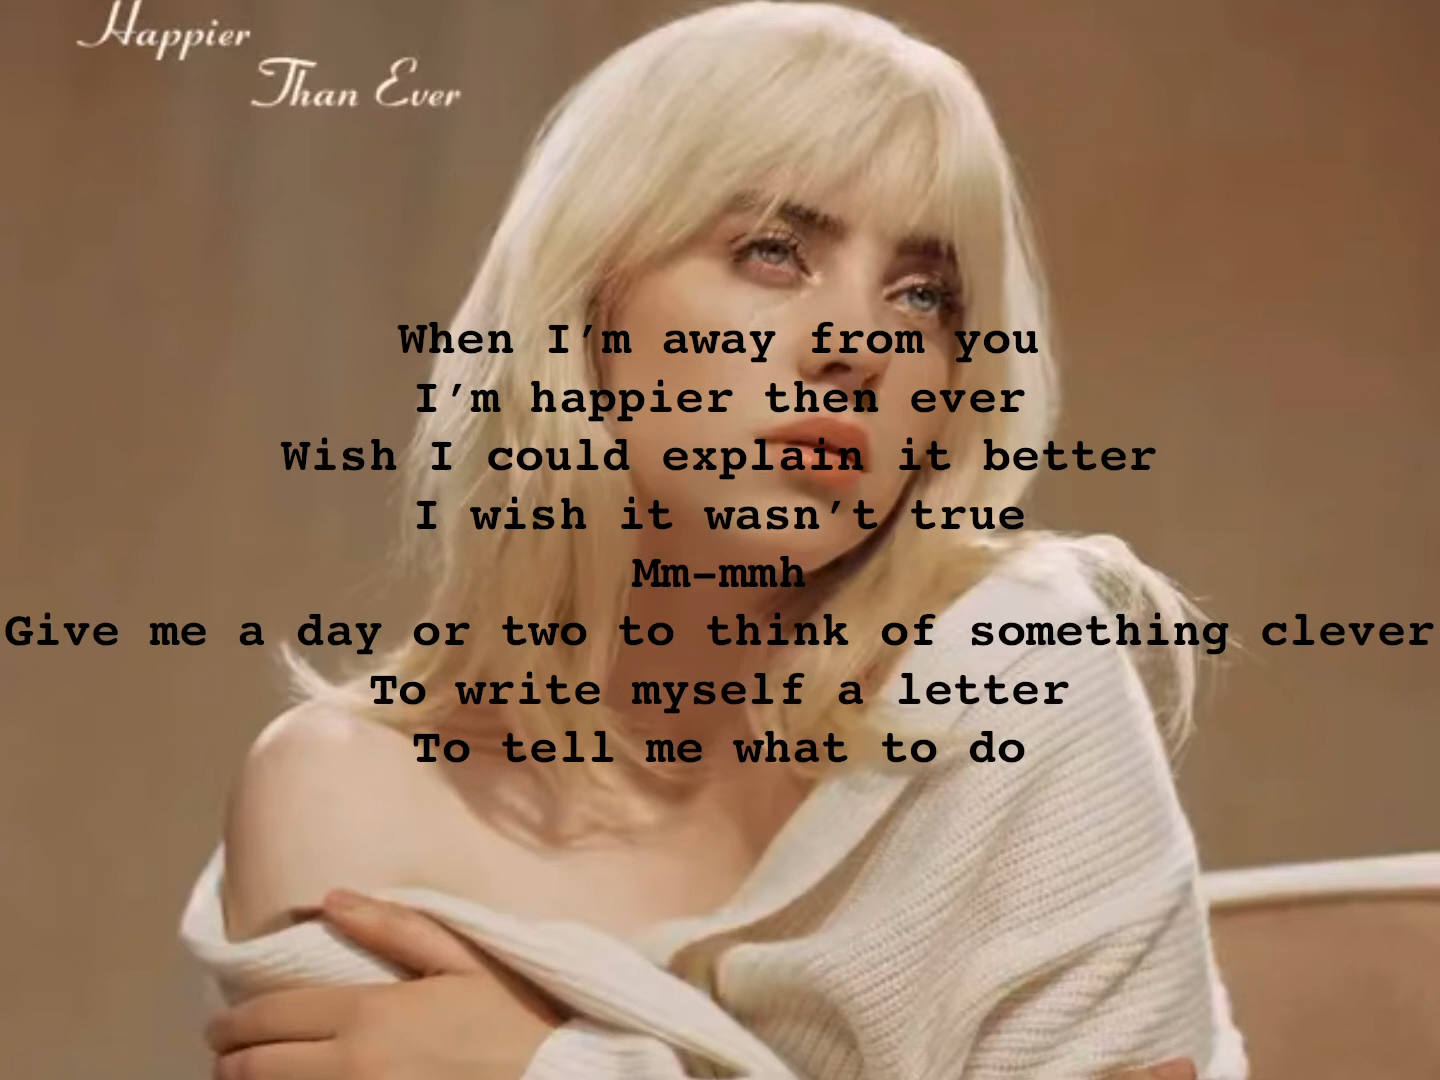 Happier
Than Ever
When I’m away from you
I’m happier then ever
Wish I could explain it better
I wish it wasn’t true
Mm-mmh
Give me a day or two to think of something clever
To write myself a letter
To tell me what to do